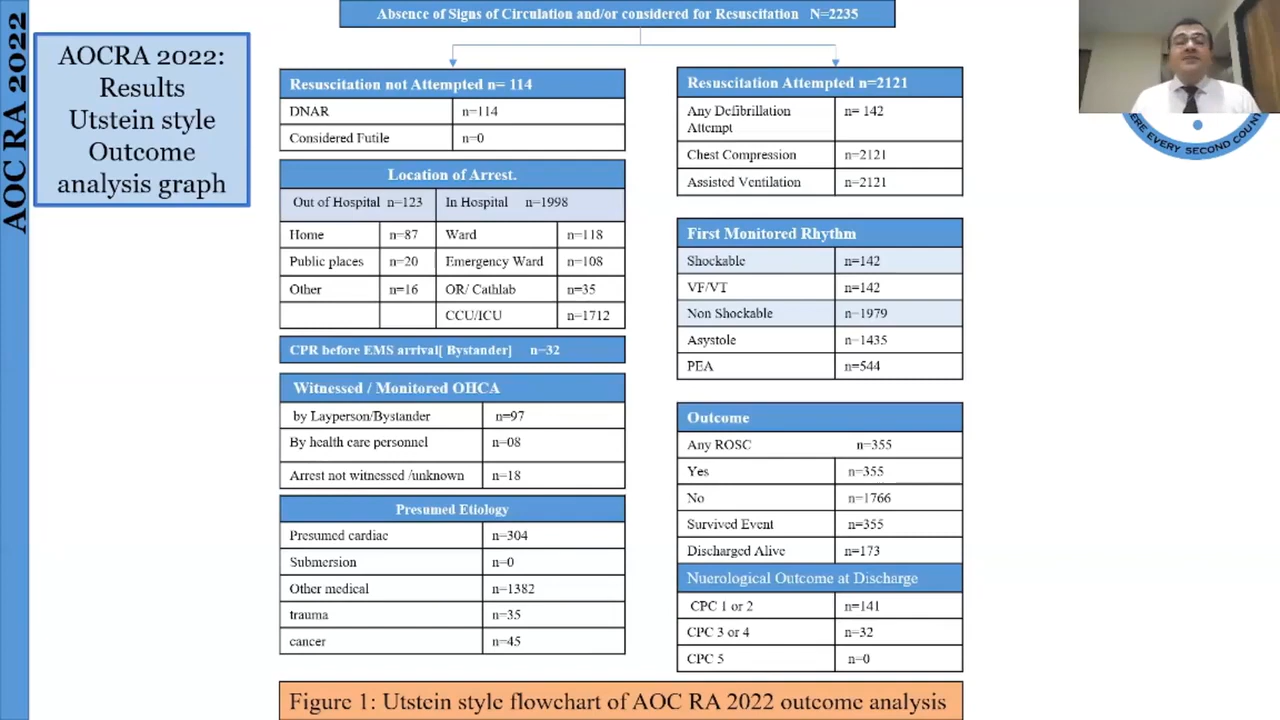 AOC RA 2022
AOCRA 2022:
Results
Utstein style
Outcome
analysis graph
Absence of Signs of Circulation and/or considered for Resuscitation N=2235
Resuscitation not Attempted n= 114
DNAR n=114
Considered Futile n=0
Location of Arrest.
Out of Hospital n=123 In Hospital n=1998
Home n=87 Ward n=118
Public places n=20 Emergency Ward n=108
Other n=16 OR/ Cathlab n=35
CCU/ICU n=1712
CPR before EMS arrival[ Bystander] n=32
Witnessed / Monitored OHCA
by Layperson/Bystander n=97
By health care personnel n=08
Arrest not witnessed /unknown n=18
Presumed Etiology
Presumed cardiac n=304
Submersion n=0
Other medical n=1382
trauma n=35
cancer n=45
Resuscitation Attempted n=2121
Any Defibrillation n= 142
Attempt
Chest Compression n=2121
Assisted Ventilation n=2121
First Monitored Rhythm
Shockable n=142
VF/VT n=142
Non Shockable n=1979
Asystole n=1435
PEA n=544
Outcome
Any ROSC n=355
Yes n=355
No n=1766
Survived Event n=355
Discharged Alive n=173
Nuerological Outcome at Discharge
CPC 1 or 2 n=141
CPC 3 or 4 n=32
CPC 5 n=0
Figure 1: Utstein style flowchart of AOC RA 2022 outcome analysis
EVERY SECOND